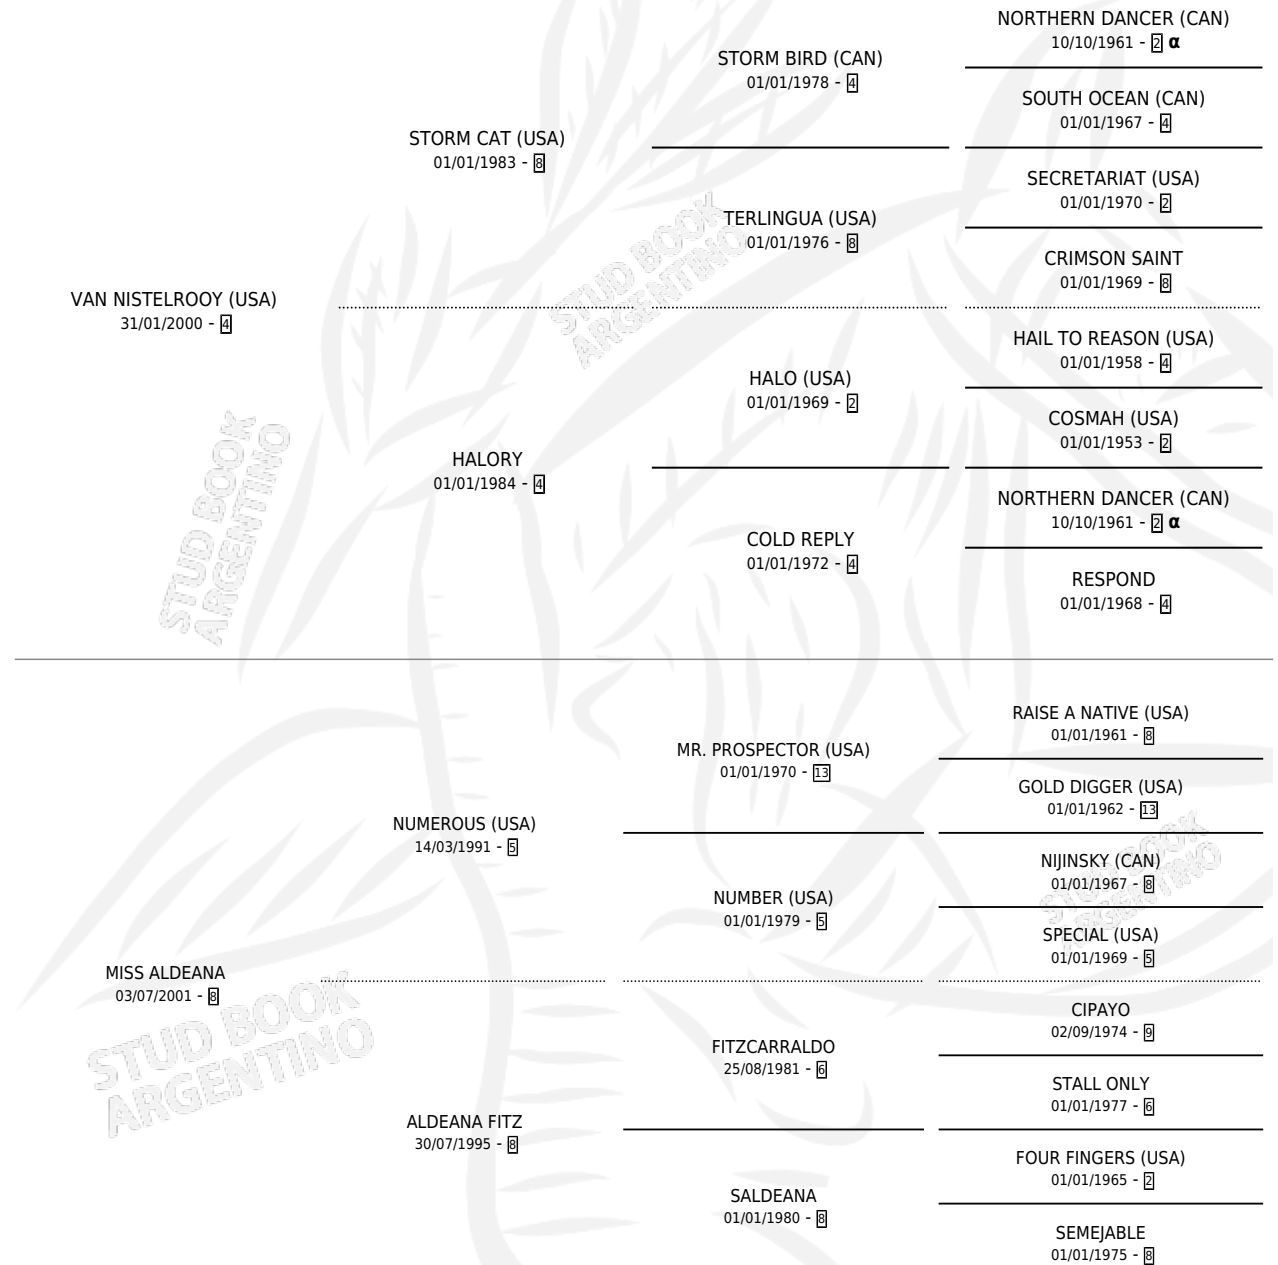 NORTHERN DANCER (CAN)
10/10/1961 - 2 α
STORM BIRD (CAN)
01/01/1978 - 4
SOUTH OCEAN (CAN)
01/01/1967 - 4
STORM CAT (USA)
01/01/1983 - 8
SECRETARIAT (USA)
01/01/1970 - 2
TERLINGUA (USA)
01/01/1976 - 8
CRIMSON SAINT
01/01/1969 - 8
VAN NISTELROOY (USA)
31/01/2000 - 4
HAIL TO REASON (USA)
01/01/1958 - 4
HALO (USA)
01/01/1969 - 2
COSMAH (USA)
01/01/1953 - 2
HALORY
01/01/1984 - 4
NORTHERN DANCER (CAN)
10/10/1961 - 2 α
COLD REPLY
01/01/1972 - 4
RESPOND
01/01/1968 - 4
RAISE A NATIVE (USA)
01/01/1961 - 8
MR. PROSPECTOR (USA)
01/01/1970 - 13
GOLD DIGGER (USA)
01/01/1962 - 13
NUMEROUS (USA)
14/03/1991 - 5
NIJINSKY (CAN)
01/01/1967 - 8
NUMBER (USA)
01/01/1979 - 5
SPECIAL (USA)
01/01/1969 - 5
MISS ALDEANA
03/07/2001 - 8
CIPAYO
02/09/1974 - 9
FITZCARRALDO
25/08/1981 - 6
STALL ONLY
01/01/1977 - 6
ALDEANA FITZ
30/07/1995 - 8
FOUR FINGERS (USA)
01/01/1965 - 2
SALDEANA
01/01/1980 - 8
SEMEJABLE
01/01/1975 - 8
STUD BOOK
ARGENTINO
STUD BOOK
ARGENTINO
STUD BOOK
ARGENTINO
STUD BOOK
ARGENTINO